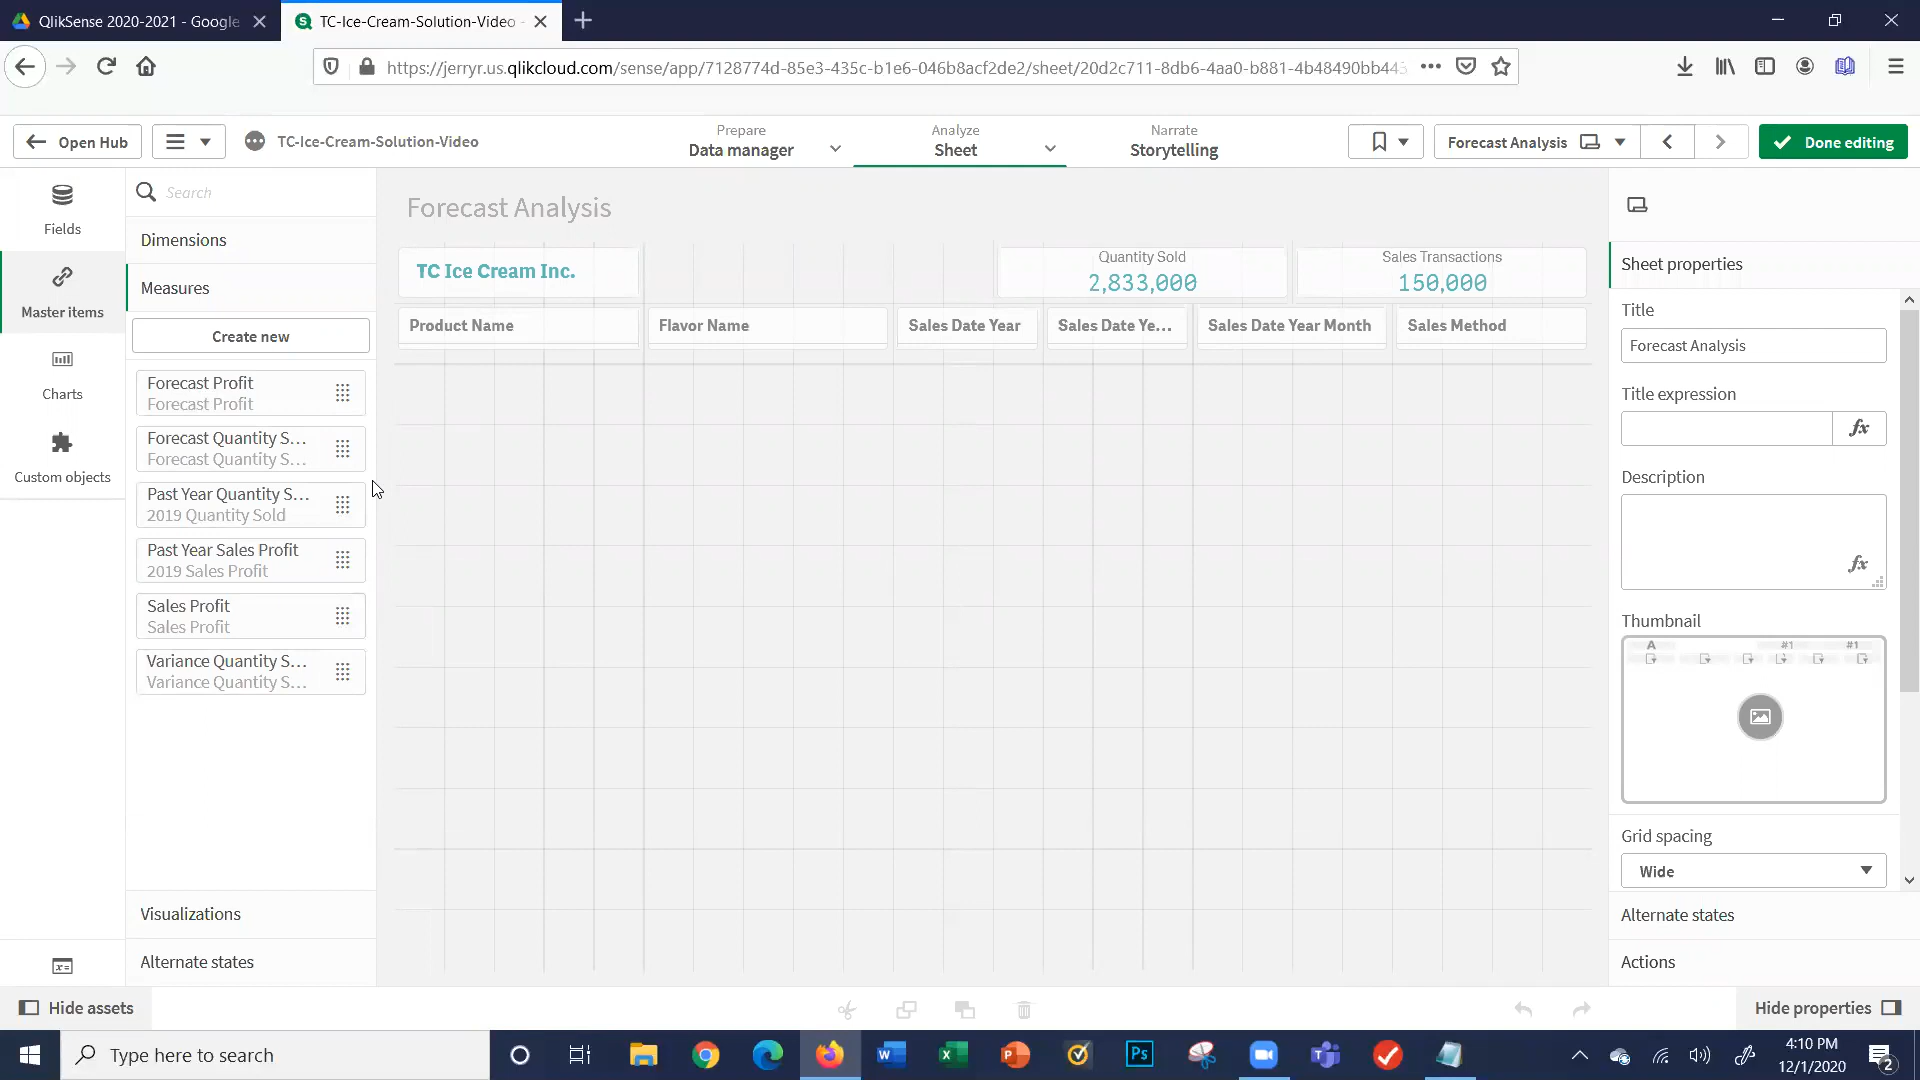 QlikSense 2020-2021 - Google
TC-Ice-Cream-Solution-Video -
https://jerryr.us.qlikcloud.com/sense/app/7128774d-85e3-435c-b1e6-046b8acf2de2/sheet/20d2c711-8db6-4aa0-b881-4b48490bb443
Open Hub
TC-Ice-Cream-Solution-Video
Prepare
Data manager
Analyze
Sheet
Narrate
Storytelling
Forecast Analysis
Done editing
Fields
Master items
Charts
Custom objects
Search
Dimensions
Measures
Create new
Forecast Profit
Forecast Profit
Forecast Quantity S...
Forecast Quantity S...
Past Year Quantity S...
2019 Quantity Sold
Past Year Sales Profit
2019 Sales Profit
Sales Profit
Sales Profit
Variance Quantity S...
Variance Quantity S...
Visualizations
Alternate states
Forecast Analysis
TC Ice Cream Inc.
Quantity Sold
2,833,000
Sales Transactions
150,000
Product Name
Flavor Name
Sales Date Year
Sales Date Ye...
Sales Date Year Month
Sales Method
Sheet properties
Title
Forecast Analysis
Title expression
fx
Description
fx
Thumbnail
A
#1
#1
Grid spacing
Wide
Alternate states
Actions
Hide assets
Hide properties
Type here to search
4:10 PM
12/1/2020
2